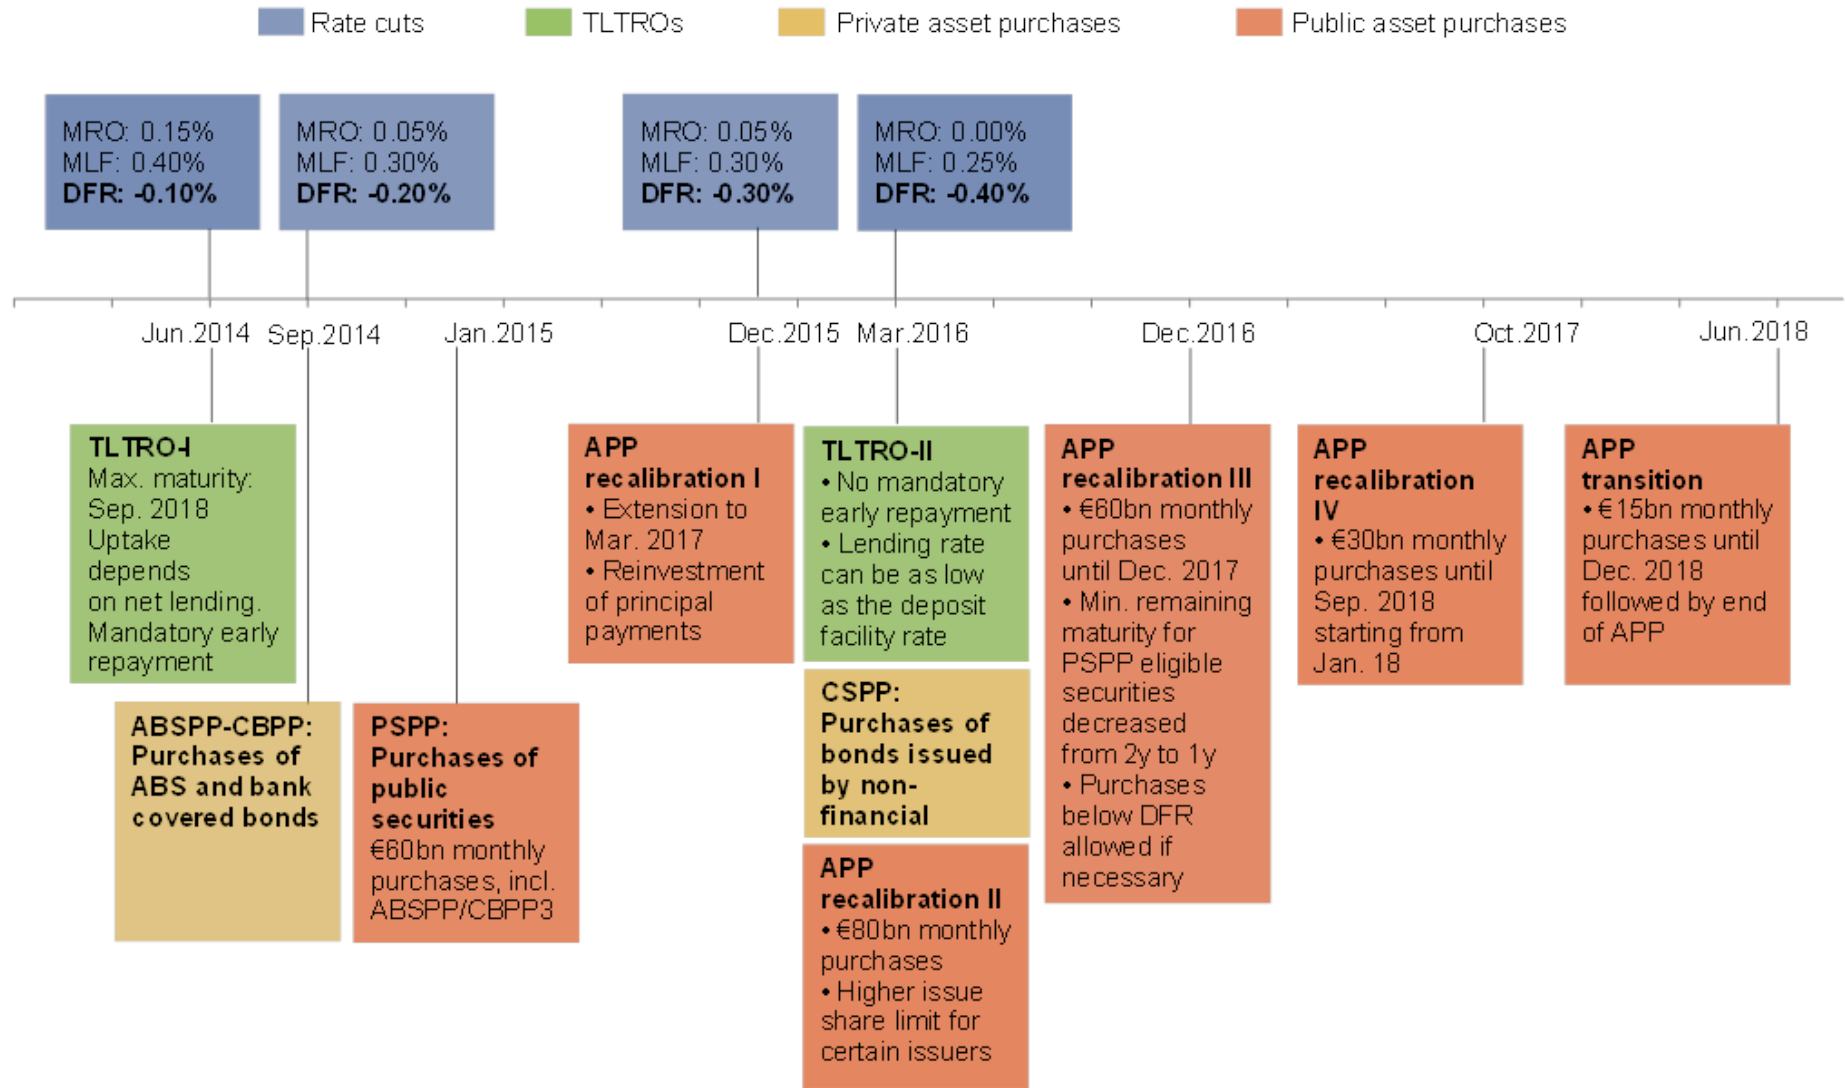 Rate cuts
TLTROs
Private asset purchases
Public asset purchases
MRO: 0.15%
MLF: 0.40%
DFR: -0.10%
MRO: 0.05%
MLF: 0.30%
DFR: -0.20%
MRO: 0.05%
MLF: 0.30%
DFR: -0.30%
MRO: 0.00%
MLF: 0.25%
DFR: -0.40%
Jun.2014
Sep.2014
Jan.2015
Dec.2015
Mar.2016
Dec.2016
Oct.2017
Jun.2018
TLTRO-I
Max. maturity:
Sep. 2018
Uptake
depends
on net lending.
Mandatory early
repayment
ABSPP-CBPP:
Purchases of
ABS and bank
covered bonds
PSPP:
Purchases of
public
securities
€60bn monthly
purchases, incl.
ABSPP/CBPP3
APP
recalibration I
• Extension to
Mar. 2017
• Reinvestment
of principal
payments
TLTRO-II
• No mandatory
early repayment
• Lending rate
can be as low
as the deposit
facility rate
CSPP:
Purchases of
bonds issued
by non-
financial
APP
recalibration II
• €80bn monthly
purchases
• Higher issue
share limit for
certain issuers
APP
recalibration III
• €60bn monthly
purchases
until Dec. 2017
• Min. remaining
maturity for
PSPP eligible
securities
decreased
from 2y to 1y
• Purchases
below DFR
allowed if
necessary
APP
recalibration
IV
• €30bn monthly
purchases until
Sep. 2018
starting from
Jan. 18
APP
transition
• €15bn monthly
purchases until
Dec. 2018
followed by end
of APP